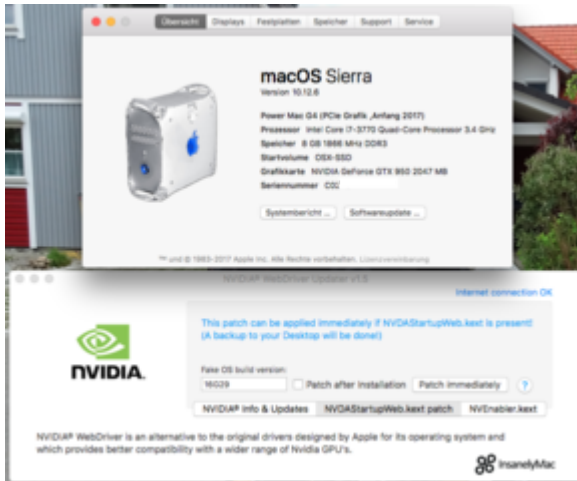 Übersicht Displays Festplatten Speicher Support Service
macOS Sierra
Version 10.12.6
Power Mac G4 (PCIe Grafik ,Anfang 2017)
Prozessor Intel Core i7-3770 Quad-Core Processor 3.4 GHz
Speicher 8 GB 1866 MHz DDR3
Startvolume OSX-SSD
Grafikkarte NVIDIA GeForce GTX 950 2047 MB
Seriennummer C02
Systembericht ... Softwareupdate ...
™ und © 1983-2017 Apple Inc. Alle Rechte vorbehalten. Lizenzvereinbarung
NVIDIA® WebDriver Updater v1.5
Internet connection OK
This patch can be applied immediately if NVDAStartupWeb.kext is present!
(A backup to your Desktop will be done!)
NVIDIA.
Fake OS build version:
16G29 Patch after installation Patch immediately ?
NVIDIA® Info & Updates NVDAStartupWeb.kext patch NVEnabler.kext
NVIDIA® WebDriver is an alternative to the original drivers designed by Apple for its operating system and
which provides better compatibility with a wider range of Nvidia GPU's.
InsanelyMac